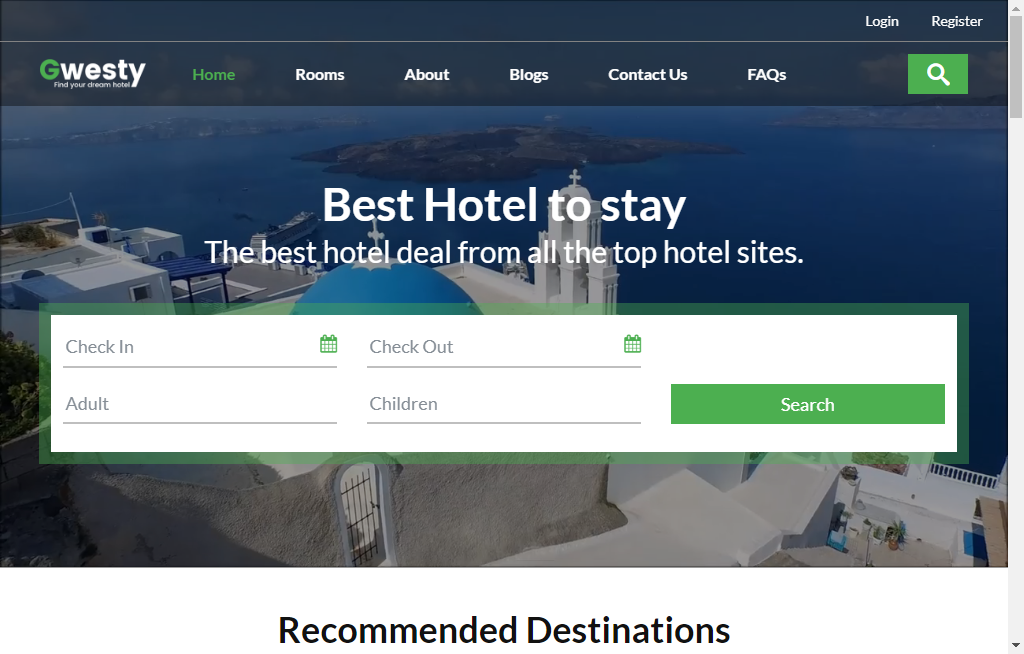 Login Register
Gwesty
Find your dream hotel
Home Rooms About Blogs Contact Us FAQs
Best Hotel to stay
The best hotel deal from all the top hotel sites.
Check In Check Out
Adult Children Search
Recommended Destinations